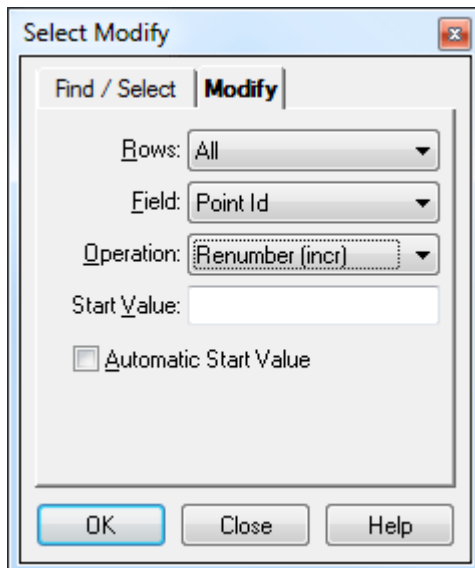 Select Modify
Find / Select Modify
Rows: All
Field: Point Id
Operation: Renumber (incr)
Start Value:
Automatic Start Value
OK Close Help